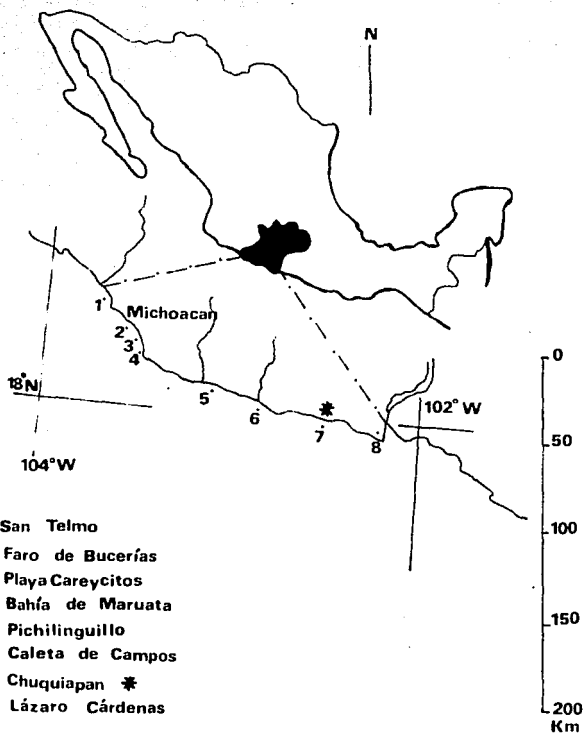 N
Michoacan
1
2
3
4
5
6
7
8
18°N
104°W
102° W
0
50
100
150
200
Km
San Telmo
Faro de Bucerías
Playa Careycitos
Bahía de Maruata
Pichilinguillo
Caleta de Campos
Chuquiapan *
Lázaro Cárdenas